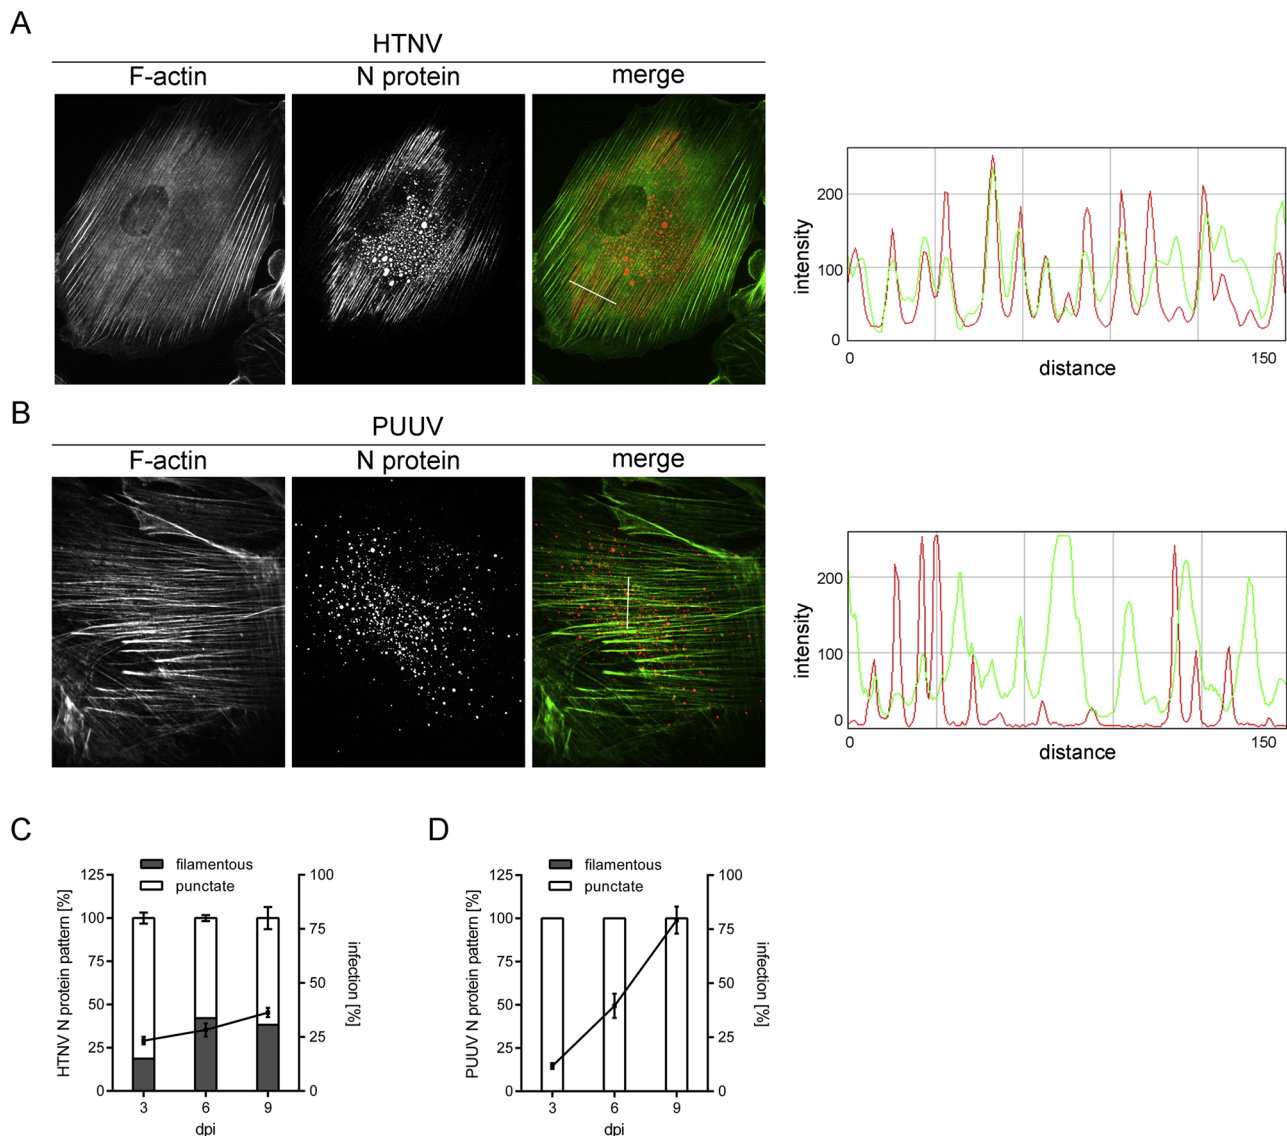 A
HTNV
F-actin N protein merge
intensity
200
100
0
0 150
distance
B
PUUV
F-actin N protein merge
intensity
200
100
0
0 150
distance
C
filamentous
punctate
HTNV N protein pattern [%]
125
100
75
50
25
0
100
75
50
25
0
infection [%]
3 6 9
dpi
D
filamentous
punctate
PUUV N protein pattern [%]
125
100
75
50
25
0
100
75
50
25
0
infection [%]
3 6 9
dpi